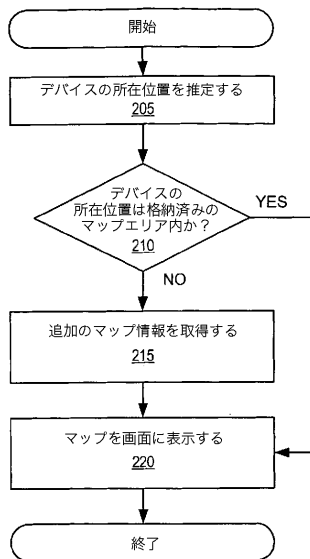 開始
デバイスの所在位置を推定する
205
デバイスの
所在位置は格納済みの
マップエリア内か?
210
YES
NO
追加のマップ情報を取得する
215
マップを画面に表示する
220
終了